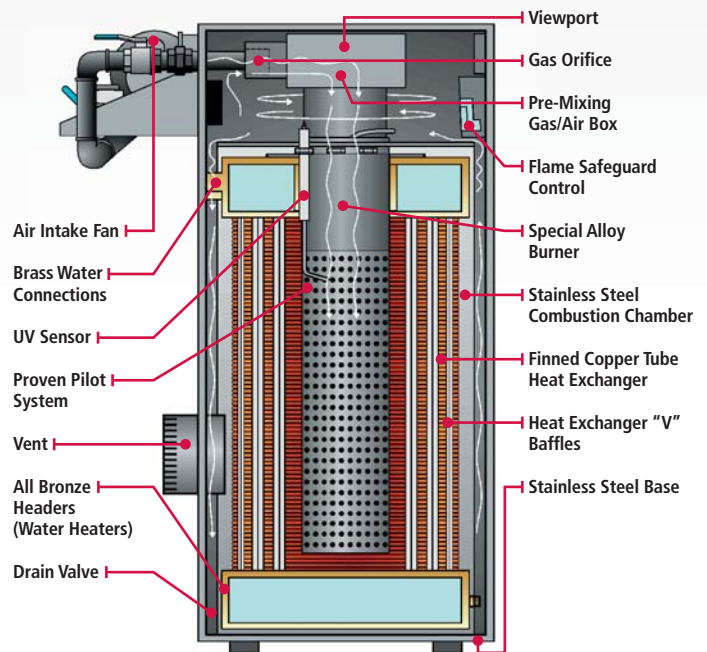 Viewport
Gas Orifice
Pre-Mixing
Gas/Air Box
Flame Safeguard
Control
Special Alloy
Burner
Stainless Steel
Combustion Chamber
Finned Copper Tube
Heat Exchanger
Heat Exchanger “V”
Baffles
Stainless Steel Base
Air Intake Fan
Brass Water
Connections
UV Sensor
Proven Pilot
System
Vent
All Bronze
Headers
(Water Heaters)
Drain Valve